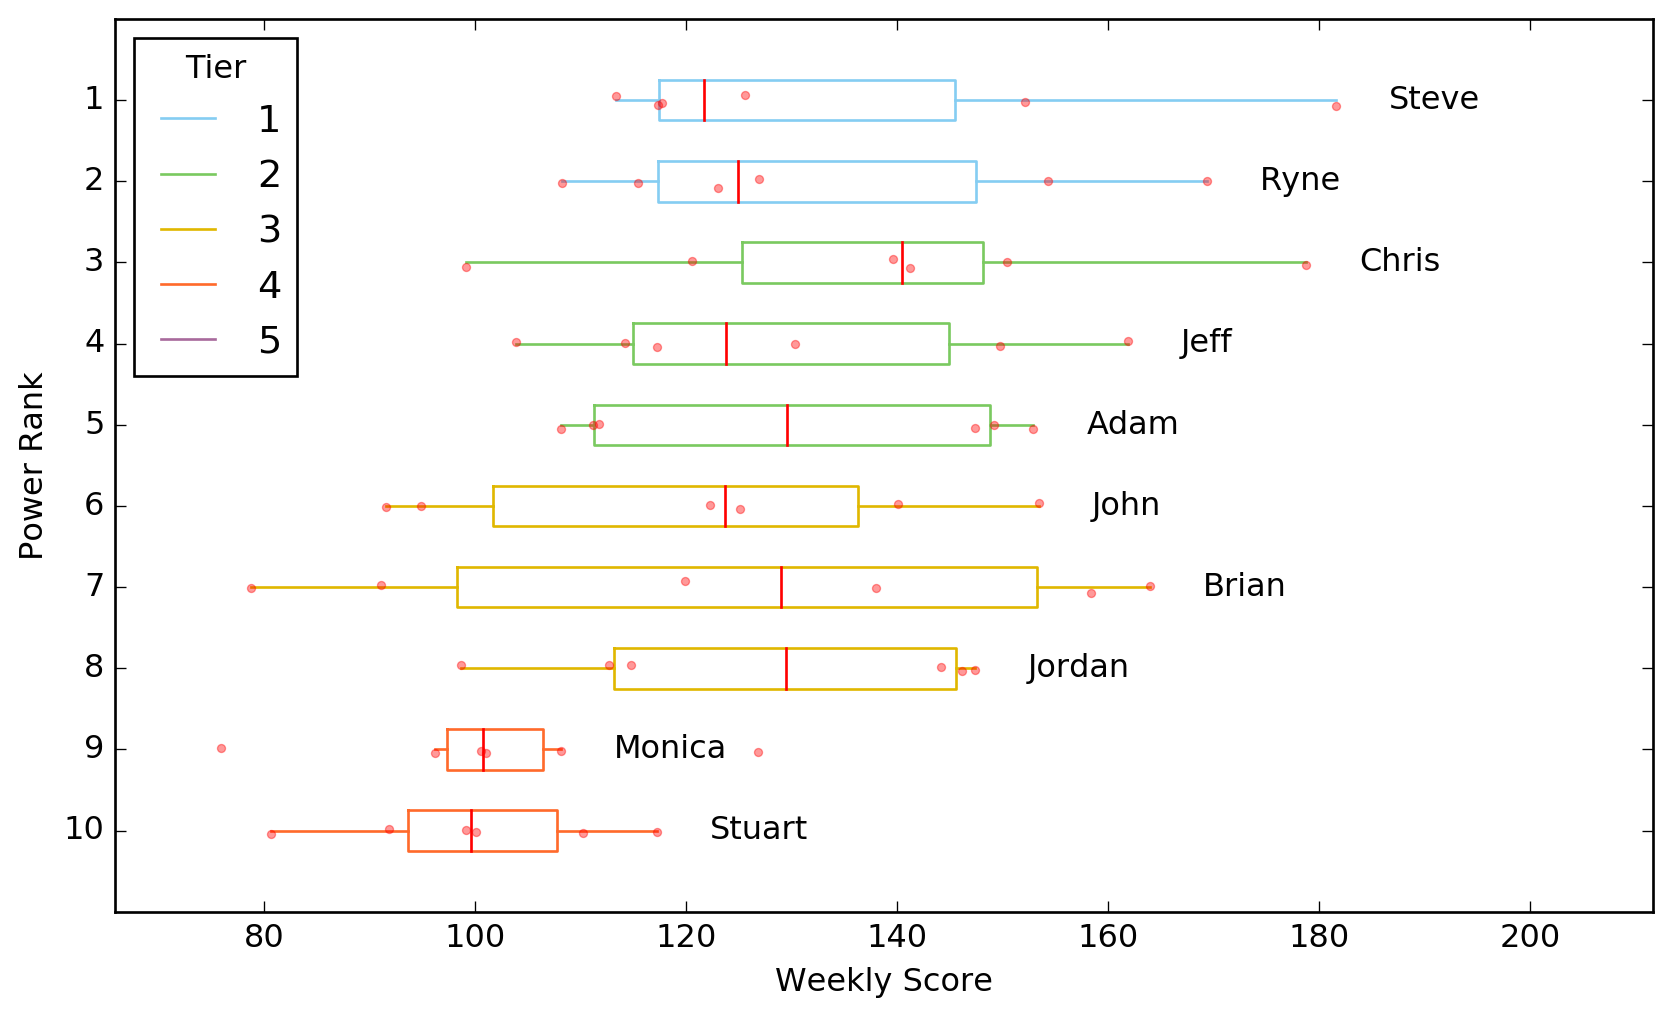 Tier
1
2
3
4
5
Power Rank
1 Steve
2 Ryne
3 Chris
4 Jeff
5 Adam
6 John
7 Brian
8 Jordan
9 Monica
10 Stuart
80 100 120 140 160 180 200
Weekly Score